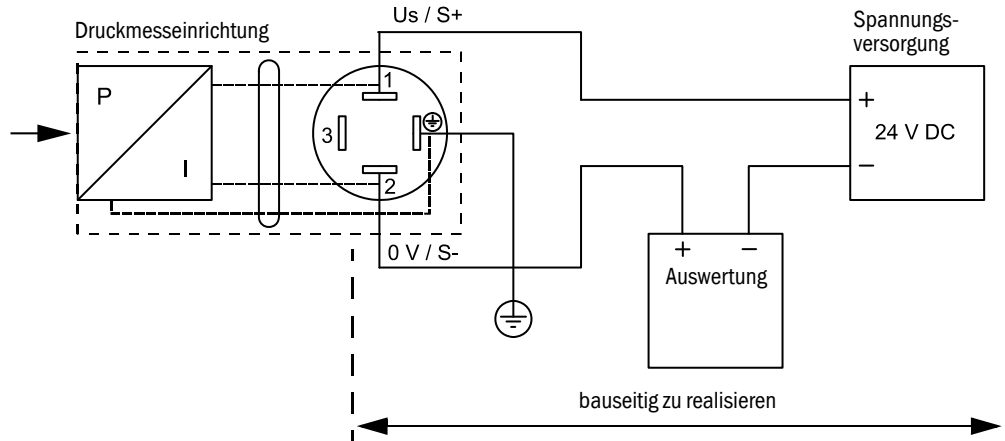 Druckmesseinrichtung
Us / S+
Spannungs-
versorgung
P
I
1
3
2
+
24 V DC
−
0 V / S-
+ −
Auswertung
bauseitig zu realisieren